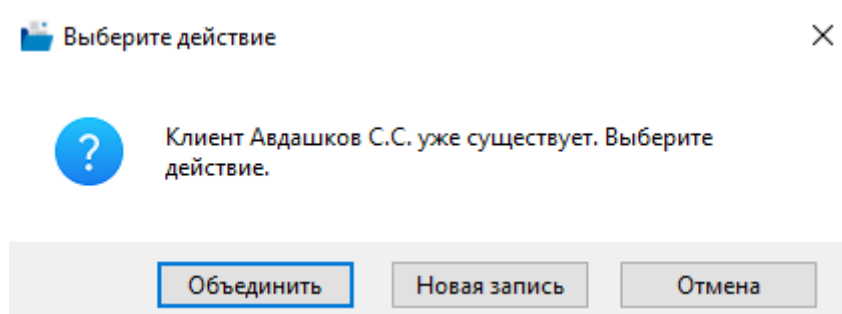 Выберите действие
Клиент Авдашков С.С. уже существует. Выберите
действие.
Объединить Новая запись Отмена